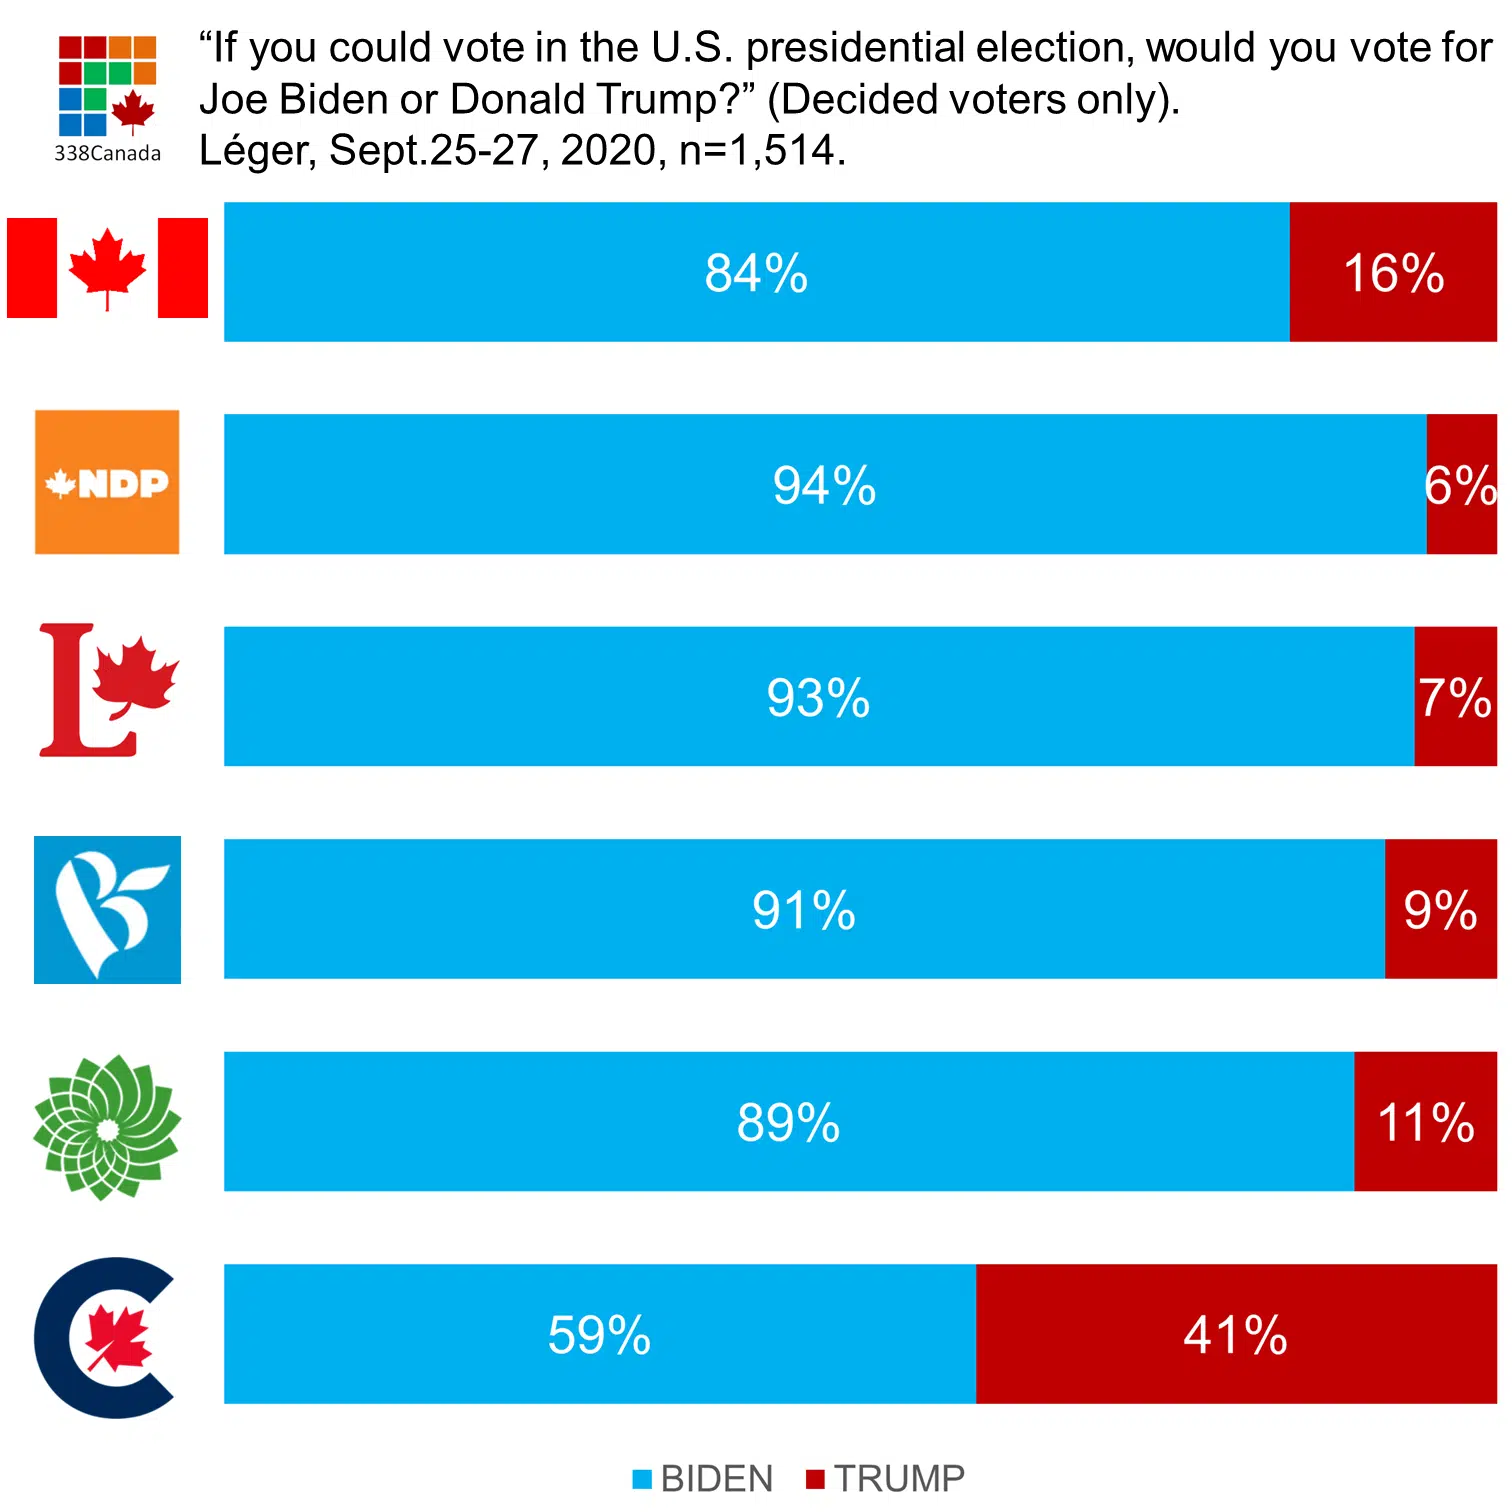 “If you could vote in the U.S. presidential election, would you vote for
Joe Biden or Donald Trump?” (Decided voters only).
Léger, Sept.25-27, 2020, n=1,514.
338Canada
84% 16%
NDP
94% 6%
L
93% 7%
91% 9%
89% 11%
C
59% 41%
BIDEN TRUMP